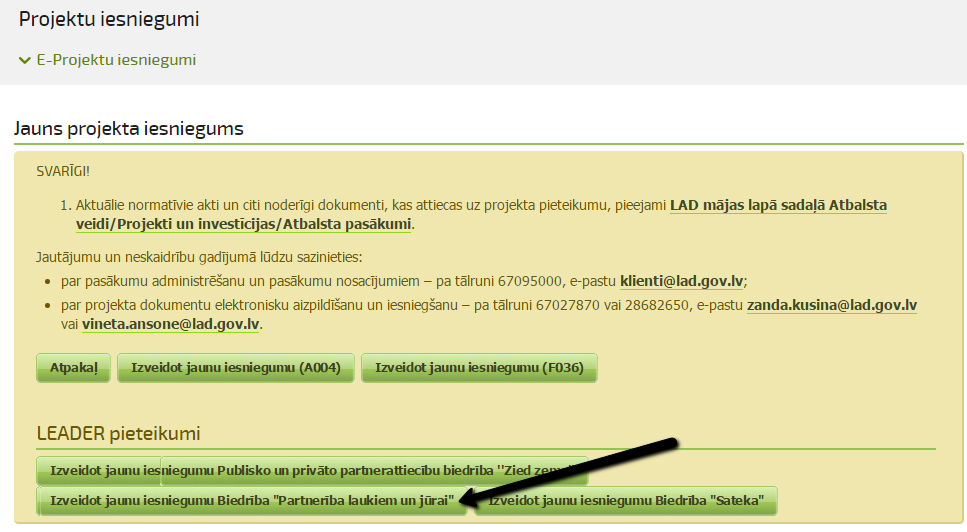 Projektu iesniegumi
E-Projektu iesniegumi
Jauns projekta iesniegums
SVARĪGI!
1. Aktuālie normatīvie akti un citi noderīgi dokumenti, kas attiecas uz projekta pieteikumu, pieejami LAD mājas lapā sadaļā Atbalsta
veidi/Projekti un investīcijas/Atbalsta pasākumi.
Jautājumu un neskaidrību gadījumā lūdzu sazinieties:
• par pasākumu administrēšanu un pasākumu nosacījumiem – pa tālruni 67095000, e-pastu klienti@lad.gov.lv;
• par projekta dokumentu elektronisku aizpildīšanu un iesniegšanu – pa tālruni 67027870 vai 28682650, e-pastu zanda.kusina@lad.gov.lv
vai vineta.ansone@lad.gov.lv.
Atpakaļ Izveidot jaunu iesniegumu (A004) Izveidot jaunu iesniegumu (F036)
LEADER pieteikumi
Izveidot jaunu iesniegumu Publisko un privāto partnerattiecību biedrība "Zied
Izveidot jaunu iesniegumu Biedrība "Partnerība laukiem un jūrai" Izveidot jaunu iesniegumu Biedrība "Sateka"